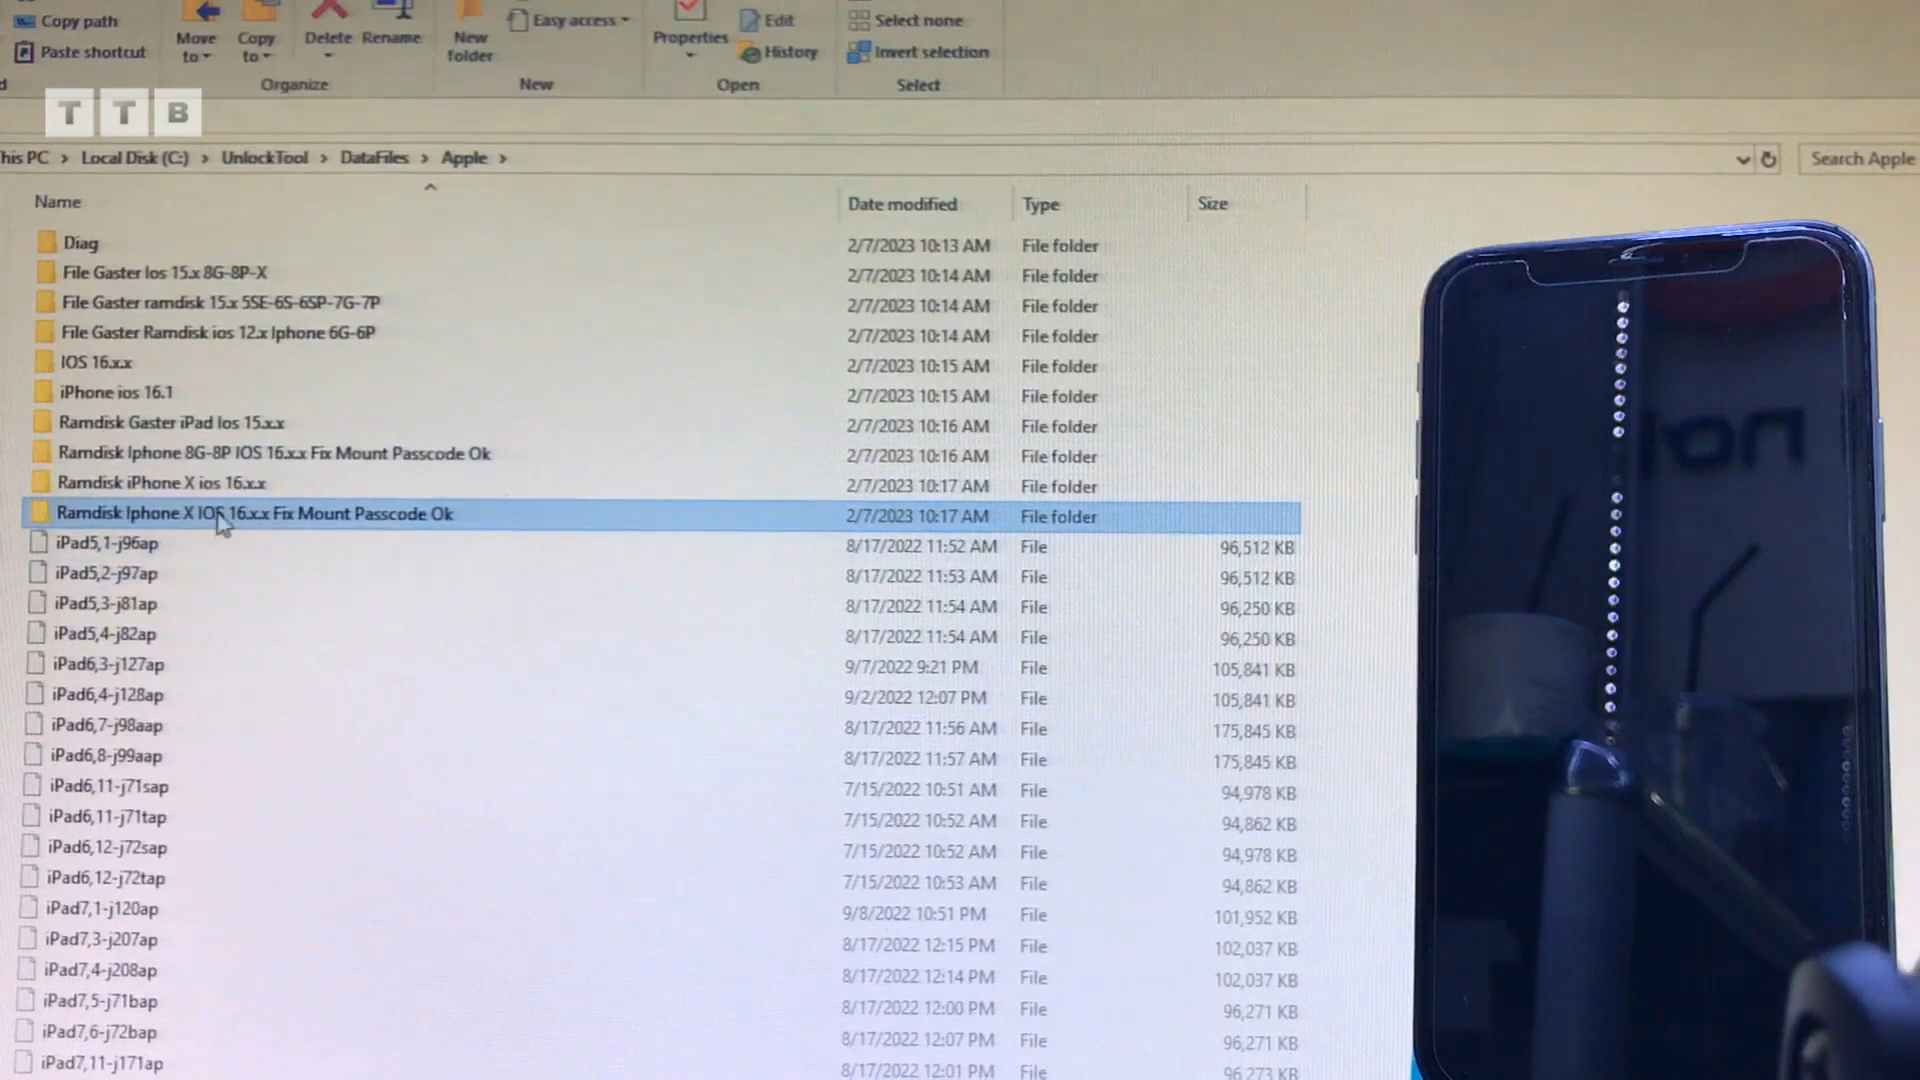 Copy path
Paste shortcut
Move to
Copy to
Delete
Rename
Organize
New folder
Easy access
New
Properties
Edit
History
Open
Select none
Invert selection
Select
T T B
his PC > Local Disk (C:) > UnlockTool > DataFiles > Apple >
Search Apple
Name Date modified Type Size
Diag 2/7/2023 10:13 AM File folder
File Gaster Ios 15.x 8G-8P-X 2/7/2023 10:14 AM File folder
File Gaster ramdisk 15.x 5SE-6S-6SP-7G-7P 2/7/2023 10:14 AM File folder
File Gaster Ramdisk ios 12.x Iphone 6G-6P 2/7/2023 10:14 AM File folder
IOS 16.x.x 2/7/2023 10:15 AM File folder
iPhone ios 16.1 2/7/2023 10:15 AM File folder
Ramdisk Gaster iPad Ios 15.x.x 2/7/2023 10:16 AM File folder
Ramdisk Iphone 8G-8P IOS 16.x.x Fix Mount Passcode Ok 2/7/2023 10:16 AM File folder
Ramdisk iPhone X ios 16.x.x 2/7/2023 10:17 AM File folder
Ramdisk Iphone X IOS 16.x.x Fix Mount Passcode Ok 2/7/2023 10:17 AM File folder
iPad5,1-j96ap 8/17/2022 11:52 AM File 96,512 KB
iPad5,2-j97ap 8/17/2022 11:53 AM File 96,512 KB
iPad5,3-j81ap 8/17/2022 11:54 AM File 96,250 KB
iPad5,4-j82ap 8/17/2022 11:54 AM File 96,250 KB
iPad6,3-j127ap 9/7/2022 9:21 PM File 105,841 KB
iPad6,4-j128ap 9/2/2022 12:07 PM File 105,841 KB
iPad6,7-j98aap 8/17/2022 11:56 AM File 175,845 KB
iPad6,8-j99aap 8/17/2022 11:57 AM File 175,845 KB
iPad6,11-j71sap 7/15/2022 10:51 AM File 94,978 KB
iPad6,11-j71tap 7/15/2022 10:52 AM File 94,862 KB
iPad6,12-j72sap 7/15/2022 10:52 AM File 94,978 KB
iPad6,12-j72tap 7/15/2022 10:53 AM File 94,862 KB
iPad7,1-j120ap 9/8/2022 10:51 PM File 101,952 KB
iPad7,3-j207ap 8/17/2022 12:15 PM File 102,037 KB
iPad7,4-j208ap 8/17/2022 12:14 PM File 102,037 KB
iPad7,5-j71bap 8/17/2022 12:00 PM File 96,271 KB
iPad7,6-j72bap 8/17/2022 12:07 PM File 96,271 KB
iPad7,11-j171ap 8/17/2022 12:01 PM File 96,273 KB